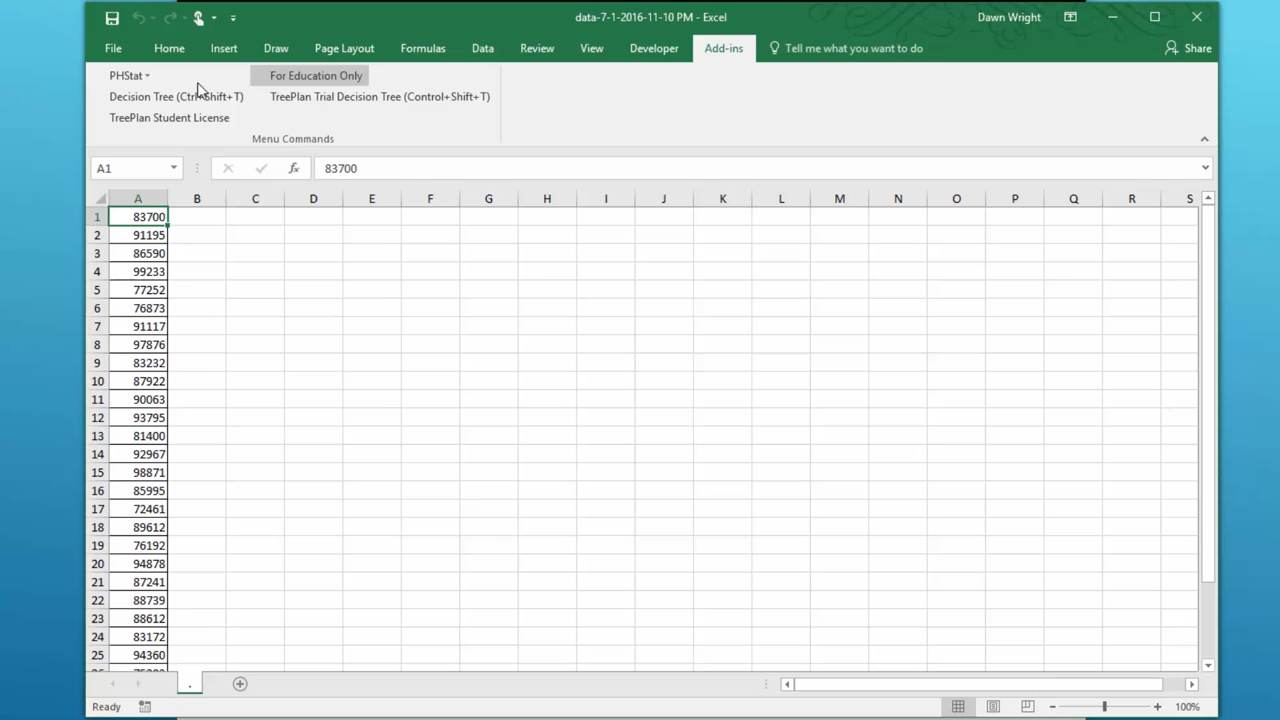 data-7-1-2016-11-10 PM - Excel
Dawn Wright
File Home Insert Draw Page Layout Formulas Data Review View Developer Add-ins Tell me what you want to do Share
PHStat For Education Only
Decision Tree (Ctrl+Shift+T) TreePlan Trial Decision Tree (Control+Shift+T)
TreePlan Student License
Menu Commands
A1 fx 83700
A B C D E F G H I J K L M N O P Q R S
1 83700
2 91195
3 86590
4 99233
5 77252
6 76873
7 91117
8 97876
9 83232
10 87922
11 90063
12 93795
13 81400
14 92967
15 98871
16 85995
17 72461
18 89612
19 76192
20 94878
21 87241
22 88739
23 88612
24 83172
25 94360
.
Ready 100%